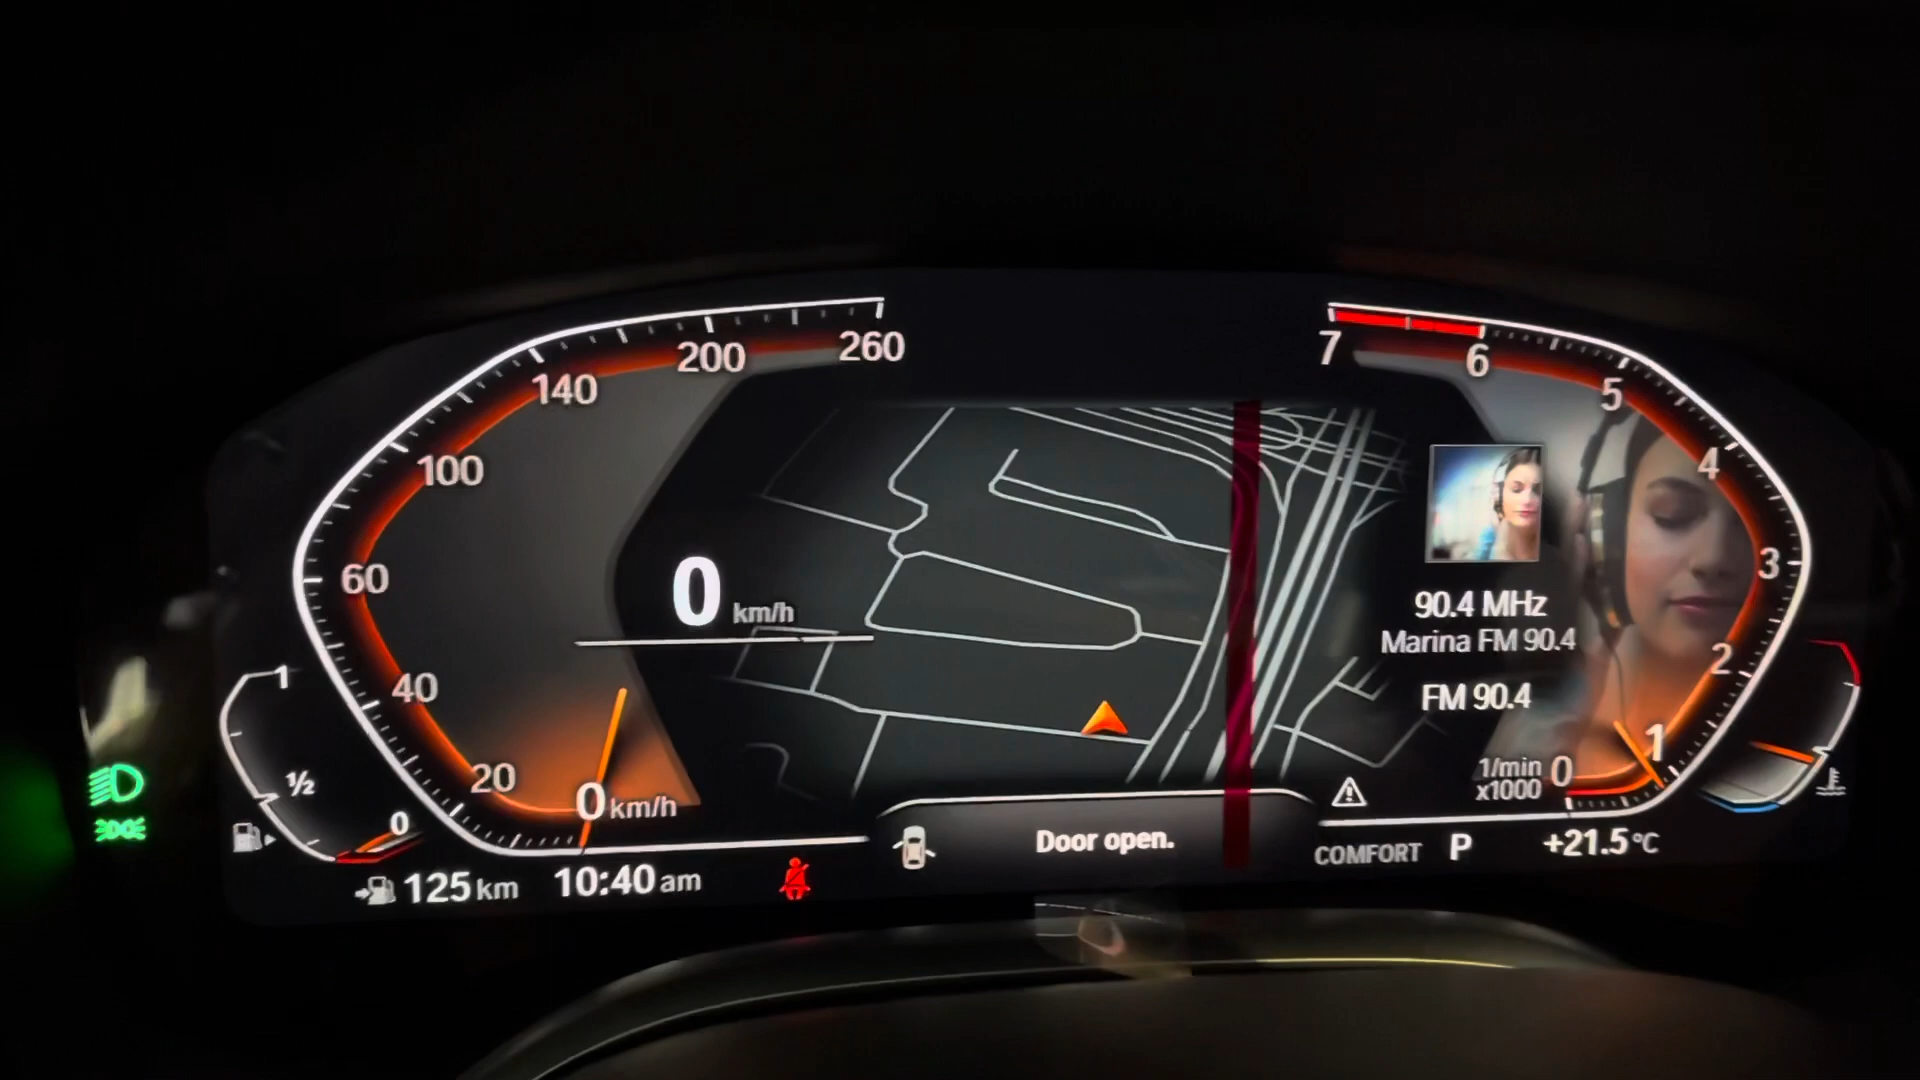 260
200
140
100
60
40
20
0 km/h
0 km/h
1
1/2
0
125 km
10:40 am
Door open.
7
6
5
4
3
2
1
0
1/min
x1000
90.4 MHz
Marina FM 90.4
FM 90.4
COMFORT
P
+21.5°C